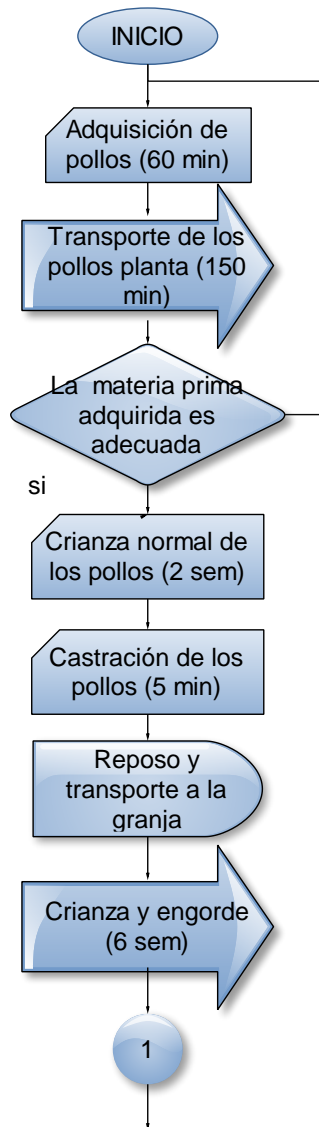 INICIO
Adquisición de
pollos (60 min)
Transporte de los
pollos planta (150
min)
La  materia prima
adquirida es
adecuada
si
Crianza normal de
los pollos (2 sem)
Castración de los
pollos (5 min)
Reposo y
transporte a la
granja
Crianza y engorde
(6 sem)
1